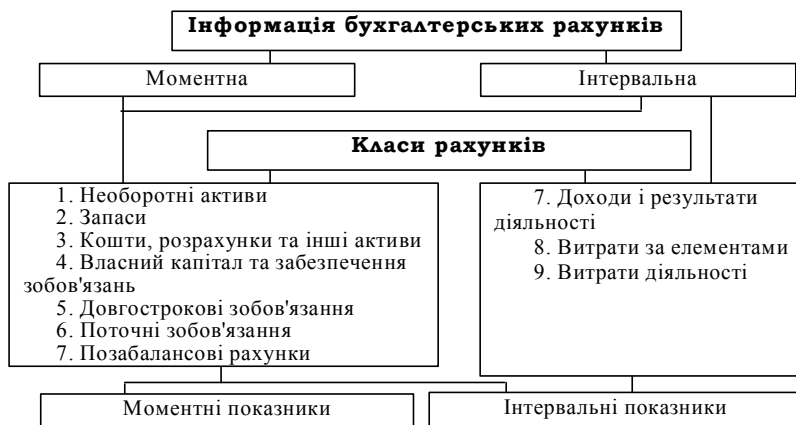 Інформація бухгалтерських рахунків
Моментна
Інтервальна
Класи рахунків
1. Необоротні активи
2. Запаси
3. Кошти, розрахунки та інші активи
4. Власний капітал та забезпечення
зобов'язань
5. Довгострокові зобов'язання
6. Поточні зобов'язання
7. Позабалансові рахунки
7. Доходи і результати
діяльності
8. Витрати за елементами
9. Витрати діяльності
Моментні показники
Інтервальні показники